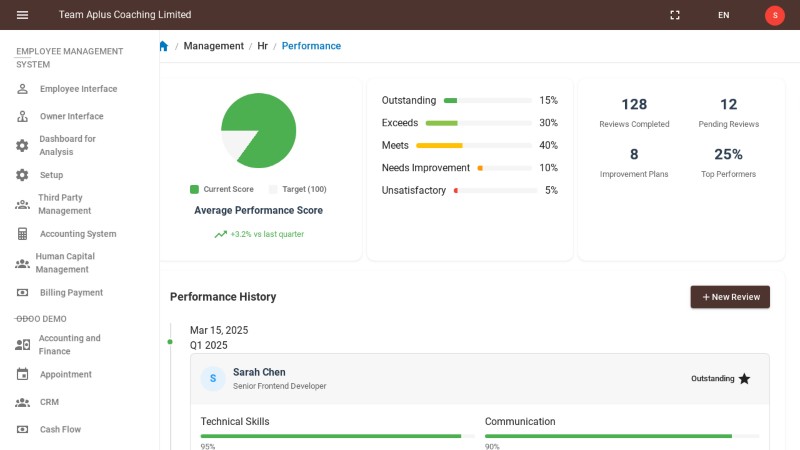 Team Aplus Coaching Limited
EN
S
EMPLOYEE MANAGEMENT
SYSTEM
Employee Interface
Owner Interface
Dashboard for
Analysis
Setup
Third Party
Management
Accounting System
Human Capital
Management
Billing Payment
ODOO DEMO
Accounting and
Finance
Appointment
CRM
Cash Flow
/ Management / Hr / Performance
Current Score
Target (100)
Average Performance Score
+3.2% vs last quarter
Outstanding 15%
Exceeds 30%
Meets 40%
Needs Improvement 10%
Unsatisfactory 5%
128
Reviews Completed
12
Pending Reviews
8
Improvement Plans
25%
Top Performers
Performance History
+ New Review
Mar 15, 2025
Q1 2025
S
Sarah Chen
Senior Frontend Developer
Outstanding
Technical Skills
95%
Communication
90%